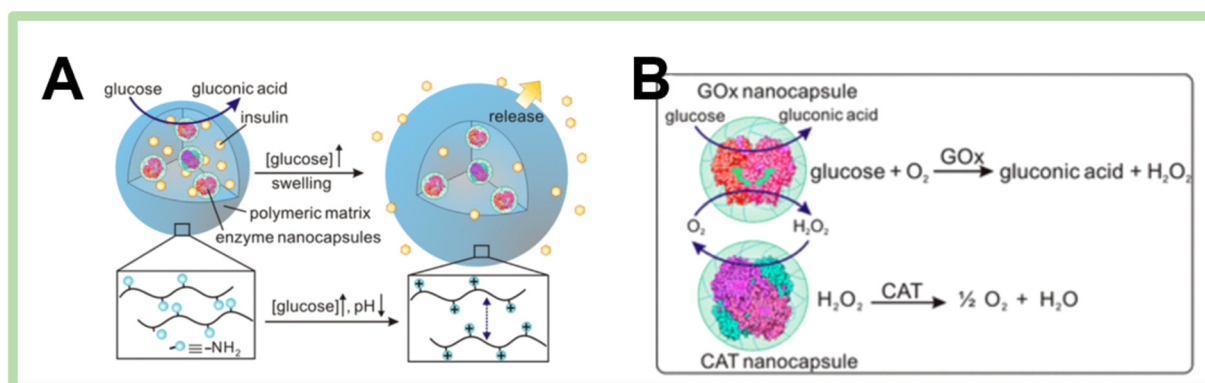 A
glucose gluconic acid
insulin
[glucose]↑
swelling
polymeric matrix
enzyme nanocapsules
release
[glucose]↑, pH↓
≡–NH₂
+ + + + + +
B
GOx nanocapsule
glucose gluconic acid
glucose + O₂ GOx gluconic acid + H₂O₂
O₂ H₂O₂
H₂O₂ CAT ½ O₂ + H₂O
CAT nanocapsule